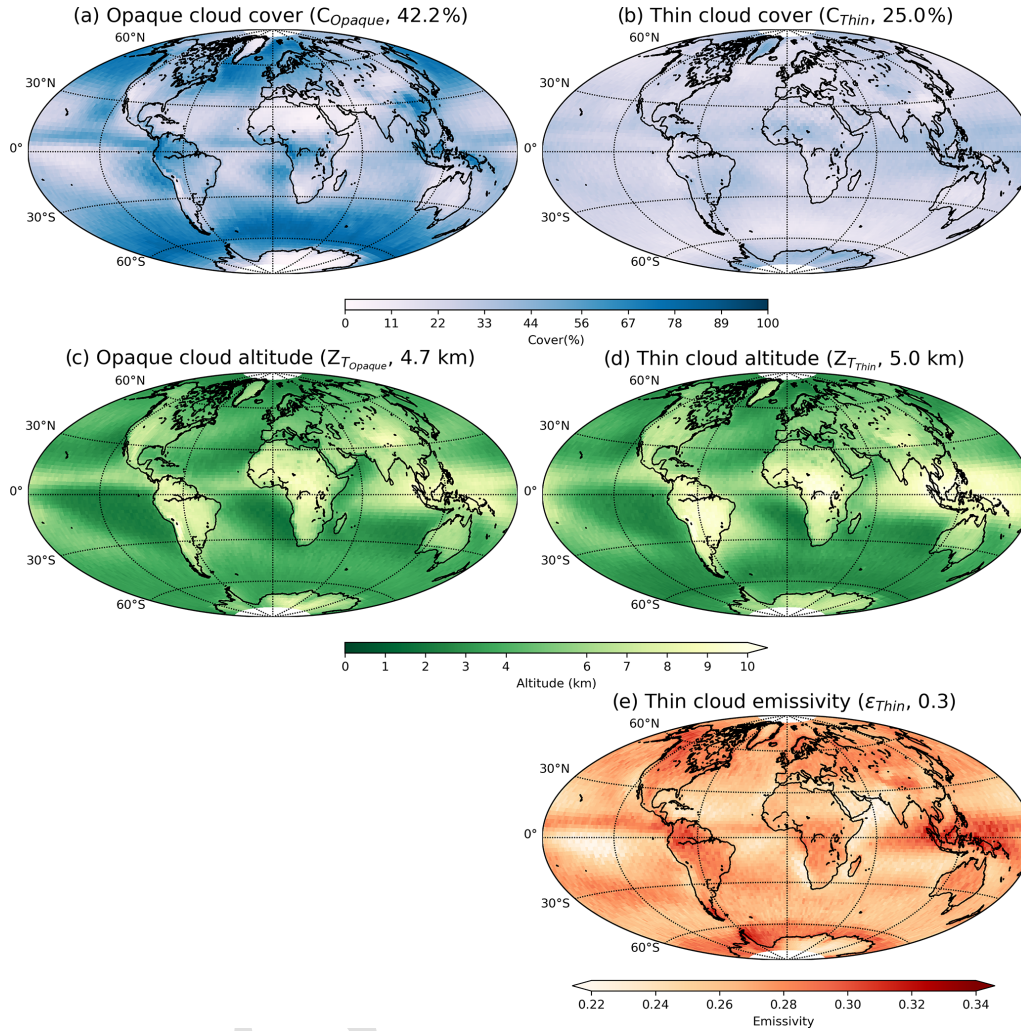 (a) Opaque cloud cover (C_Opaque, 42.2%)
(b) Thin cloud cover (C_Thin, 25.0%)
60°N
60°N
30°N
30°N
0°
0°
30°S
30°S
60°S
60°S
0 11 22 33 44 56 67 78 89 100
Cover(%)
(c) Opaque cloud altitude (Z_T_Opaque, 4.7 km)
(d) Thin cloud altitude (Z_T_Thin, 5.0 km)
60°N
60°N
30°N
30°N
0°
0°
30°S
30°S
60°S
60°S
0 1 2 3 4 6 7 8 9 10
Altitude (km)
(e) Thin cloud emissivity (ε_Thin, 0.3)
60°N
30°N
0°
30°S
60°S
0.22 0.24 0.26 0.28 0.30 0.32 0.34
Emissivity